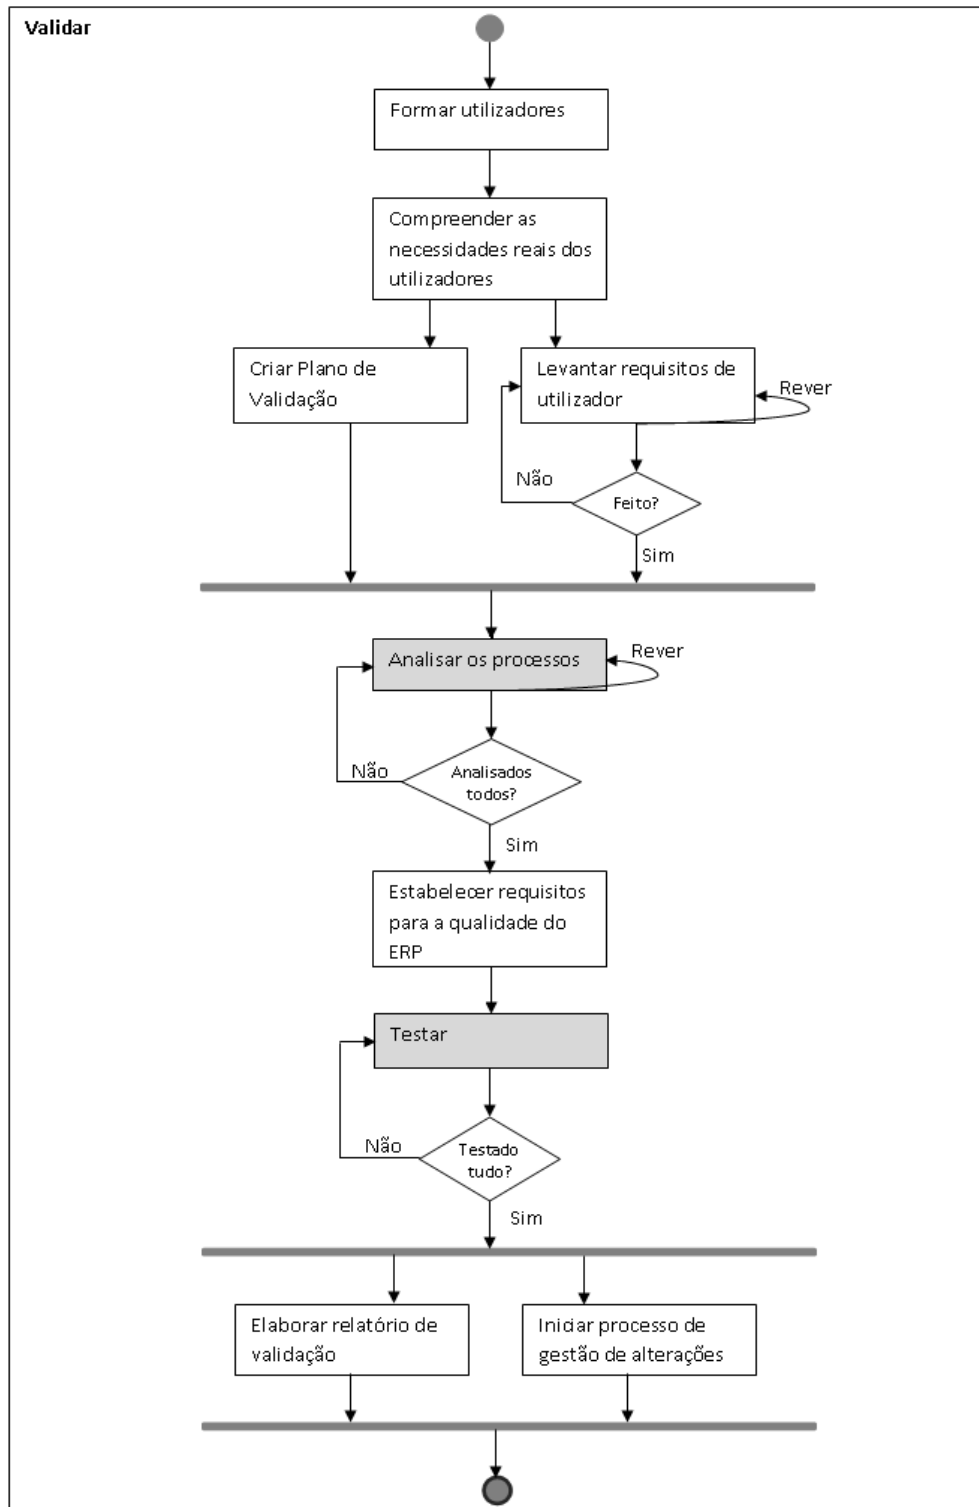 Validar
Formar utilizadores
Compreender as
necessidades reais dos
utilizadores
Criar Plano de
Validação
Levantar requisitos de
utilizador
Rever
Não
Feito?
Sim
Analisar os processos
Rever
Não
Analisados
todos?
Sim
Estabelecer requisitos
para a qualidade do
ERP
Testar
Não
Testado
tudo?
Sim
Elaborar relatório de
validação
Iniciar processo de
gestão de alterações